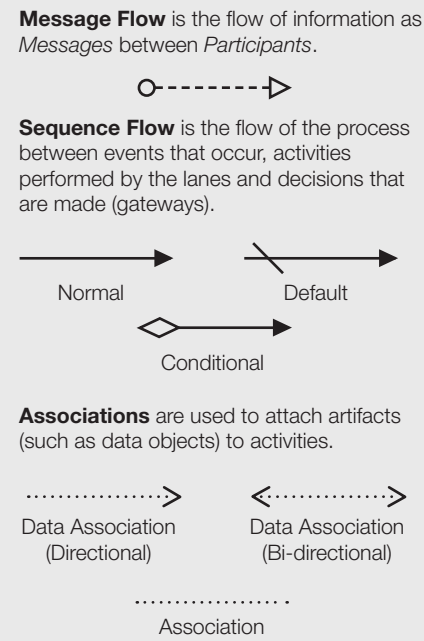 Message Flow is the flow of information as
Messages between Participants.
Sequence Flow is the flow of the process
between events that occur, activities
performed by the lanes and decisions that
are made (gateways).
Normal
Default
Conditional
Associations are used to attach artifacts
(such as data objects) to activities.
Data Association
(Directional)
Data Association
(Bi-directional)
Association